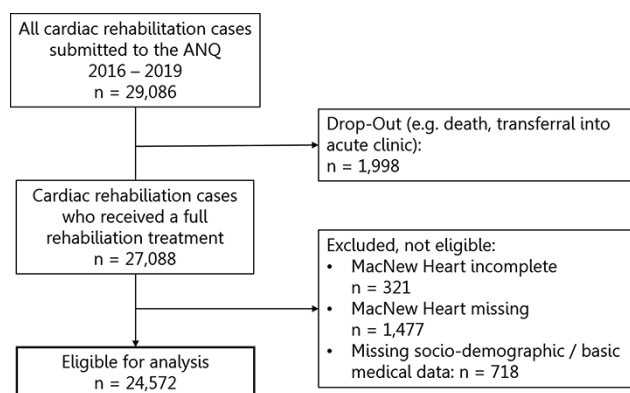 All cardiac rehabilitation cases
submitted to the ANQ
2016 – 2019
n = 29,086
Drop-Out (e.g. death, transferral into
acute clinic):
n = 1,998
Cardiac rehabiliation cases
who received a full
rehabiliation treatment
n = 27,088
Excluded, not eligible:
• MacNew Heart incomplete
n = 321
• MacNew Heart missing
n = 1,477
• Missing socio-demographic / basic
medical data: n = 718
Eligible for analysis
n = 24,572